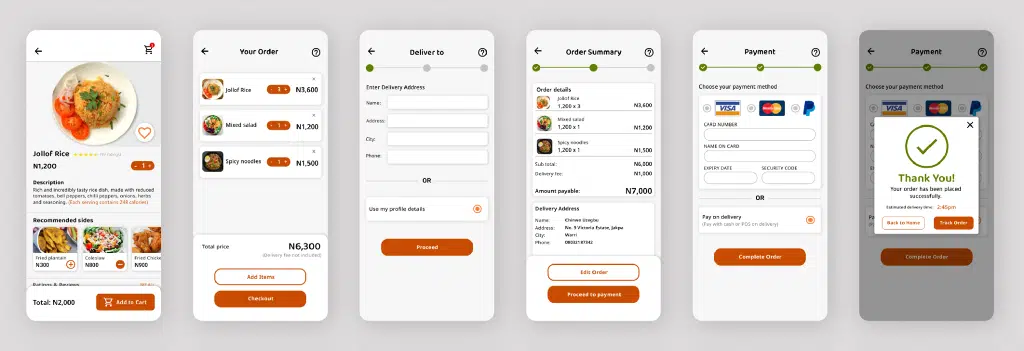 Jollof Rice
N1,200
- 1 +
Description
Rich and incredibly tasty rice dish, made with reduced
tomatoes, bell peppers, chilli peppers, onions, herbs
and seasoning. (Each serving contains 248 calories)
Recommended sides
Fried plantain
N300
Coleslaw
N800
Fried Chicke
N900
Ratings & Reviews
Total: N2,000
Add to Cart
Your Order
Jollof Rice
- 1 +
N3,600
Mixed salad
- 1 +
N1,200
Spicy noodles
- 1 +
N1,500
Total price
N6,300
(Delivery fee not included)
Add Items
Checkout
Deliver to
Enter Delivery Address
Name:
Address:
City:
Phone:
OR
Use my profile details
Proceed
Order Summary
Order details
Jollof Rice
1,200 x 3
N3,600
Mixed salad
1,200 x 1
N1,200
Spicy noodles
1,200 x 1
N1,500
Sub total:
N6,000
Delivery fee:
N1,000
Amount payable:
N7,000
Delivery Address
Name:
Address:
No. 9 Victoria Estate, Jakpa
City:
Warri
Phone:
08032197342
Edit Order
Proceed to payment
Payment
Choose your payment method
VISA
MasterCard
CARD NUMBER
NAME ON CARD
EXPIRY DATE
SECURITY CODE
OR
Pay on delivery
(Pay with cash or POS on delivery)
Complete Order
Payment
Choose your payment method
Thank You!
Your order has been placed
successfully.
Estimated delivery time:
2:45pm
Back to Home
Track Order
Complete Order